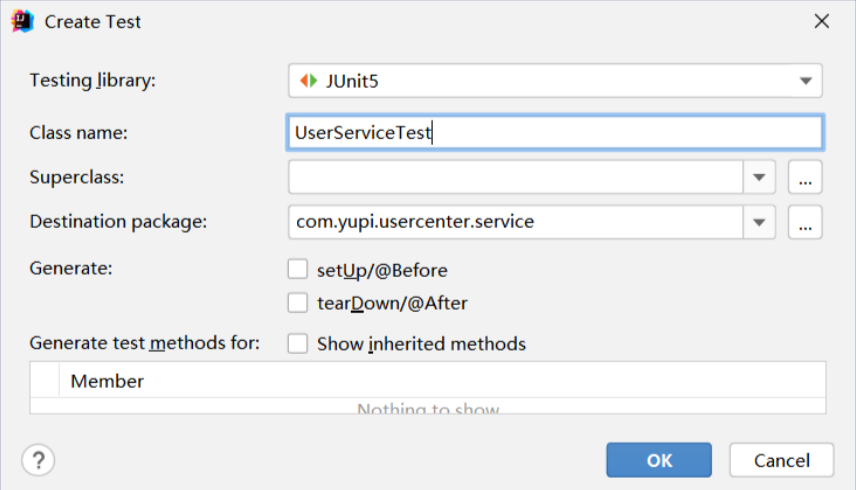 Create Test
Testing library: JUnit5
Class name: UserServiceTest
Superclass: ...
Destination package: com.yupi.usercenter.service ...
Generate: setUp/@Before
tearDown/@After
Generate test methods for: Show inherited methods
Member
Nothing to show
? OK Cancel